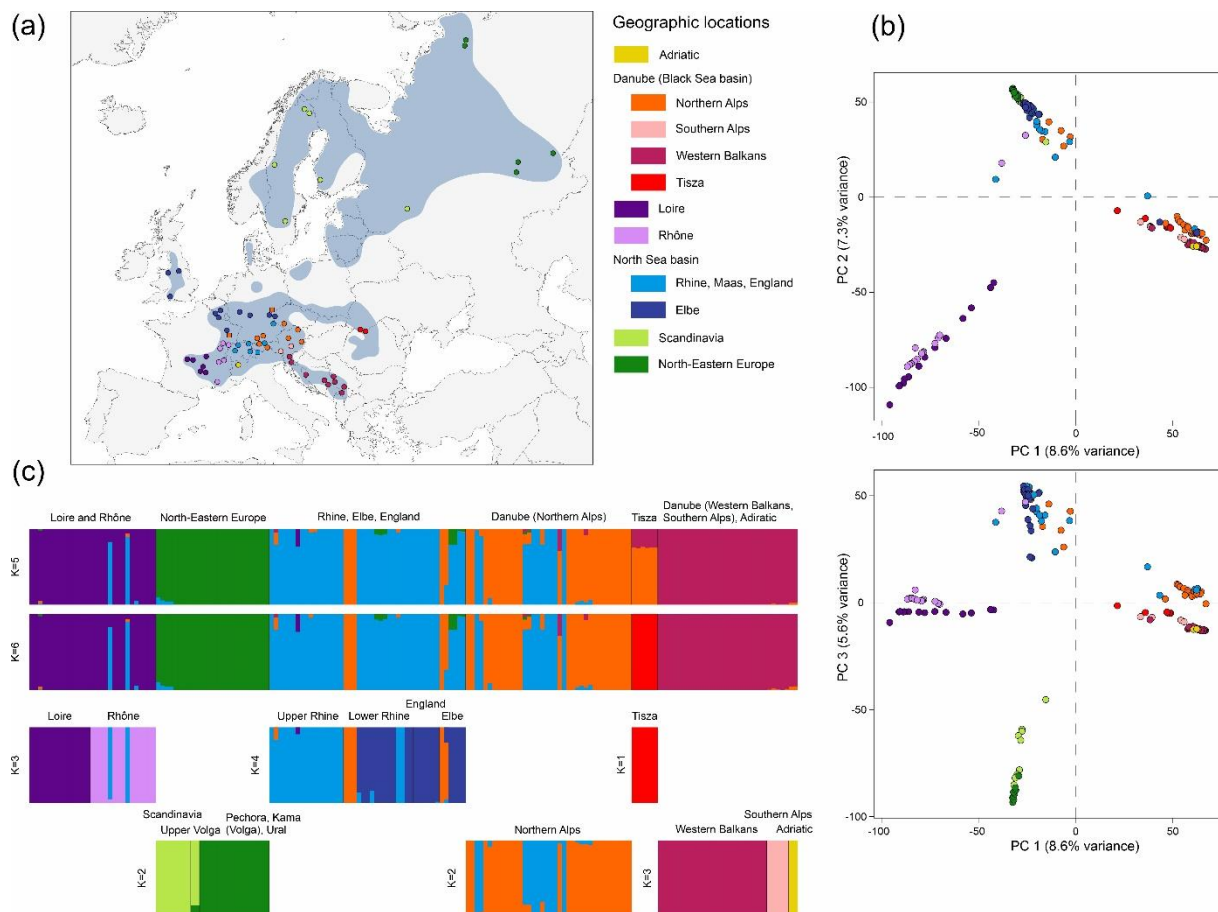 (a)
Geographic locations
Adriatic
Danube (Black Sea basin)
Northern Alps
Southern Alps
Western Balkans
Tisza
Loire
Rhône
North Sea basin
Rhine, Maas, England
Elbe
Scandinavia
North-Eastern Europe
(b)
50
0
-50
-100
PC 2 (7.3% variance)
-100
-50
0
50
PC 1 (8.6% variance)
50
0
-50
-100
PC 3 (5.6% variance)
-100
-50
0
50
PC 1 (8.6% variance)
(c)
Loire and Rhône
North-Eastern Europe
Rhine, Elbe, England
Danube (Northern Alps)
Tisza
Danube (Western Balkans,
Southern Alps), Adiratic
K=5
K=6
Loire
Rhône
K=3
England
Upper Rhine
Lower Rhine
Elbe
K=4
Tisza
K=1
Scandinavia
Upper Volga
Pechora, Kama
(Volga), Ural
K=2
Northern Alps
K=2
Southern Alps
Western Balkans
Adriatic
K=3